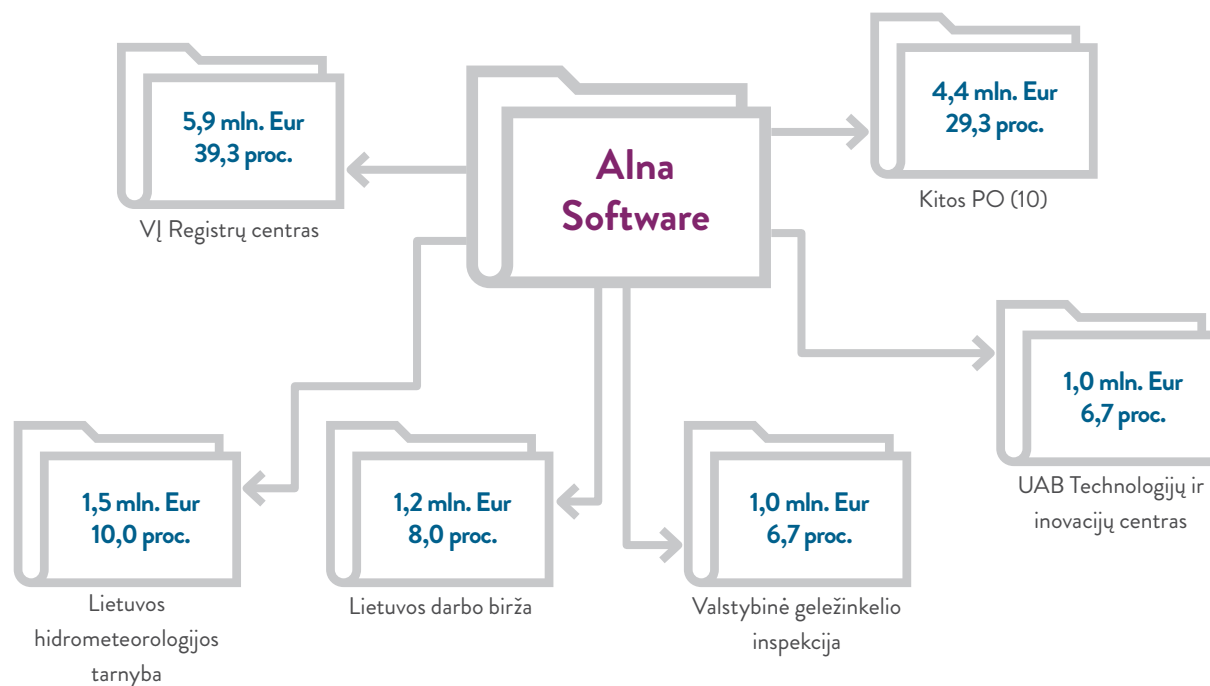 Alna
Software
5,9 mln. Eur
39,3 proc.
VĮ Registrų centras
4,4 mln. Eur
29,3 proc.
Kitos PO (10)
1,0 mln. Eur
6,7 proc.
UAB Technologijų ir
inovacijų centras
1,5 mln. Eur
10,0 proc.
Lietuvos
hidrometeorologijos
tarnyba
1,2 mln. Eur
8,0 proc.
Lietuvos darbo birža
1,0 mln. Eur
6,7 proc.
Valstybinė geležinkelio
inspekcija